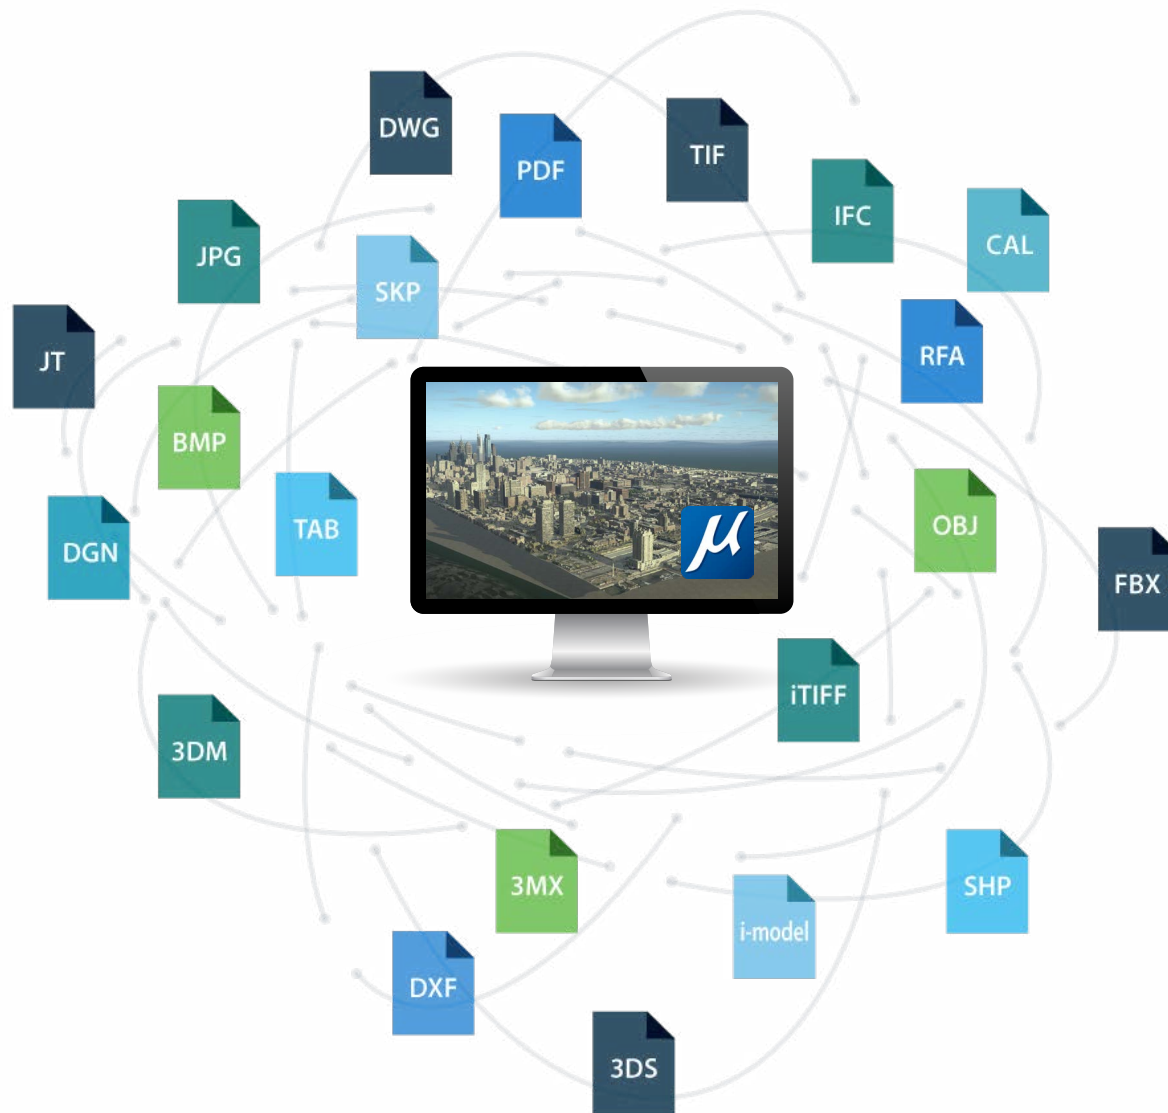 DWG
PDF
TIF
IFC
CAL
JPG
SKP
JT
RFA
BMP
TAB
DGN
OBJ
FBX
iTIFF
3DM
3MX
SHP
i-model
DXF
3DS
μ